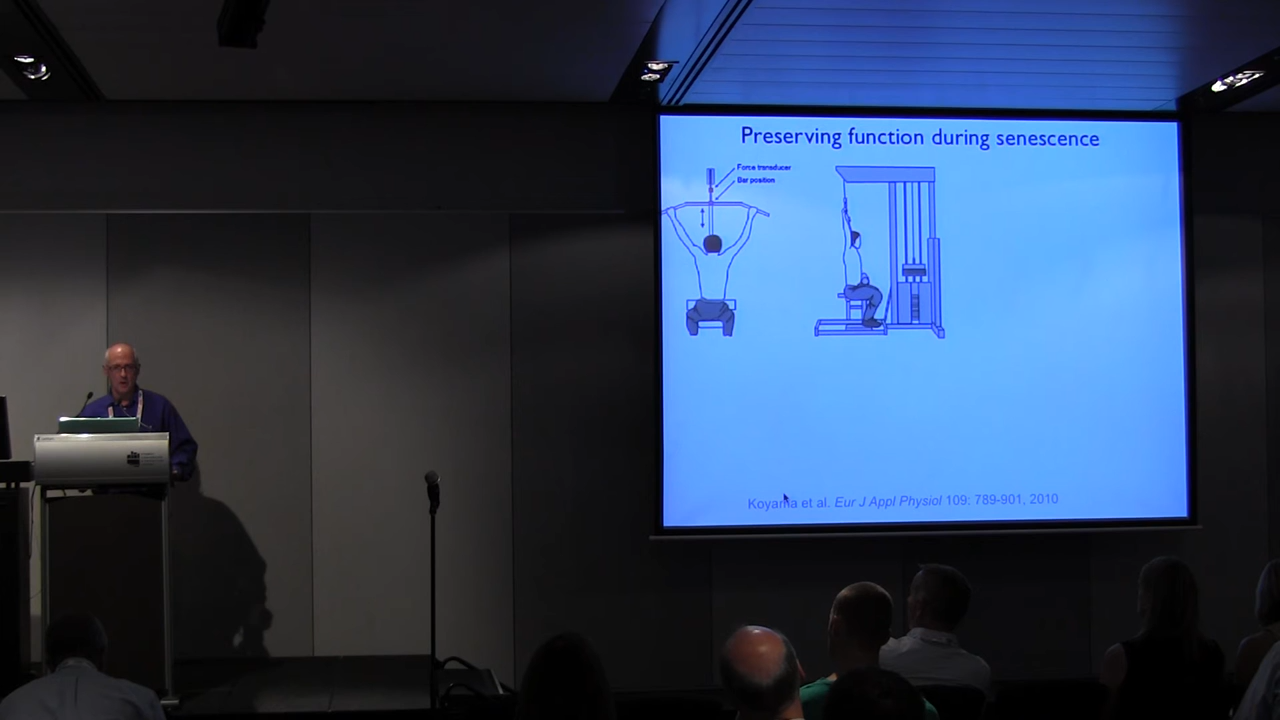 Preserving function during senescence
Force transducer
Bar position
Koyama et al. Eur J Appl Physiol 109: 789-901, 2010